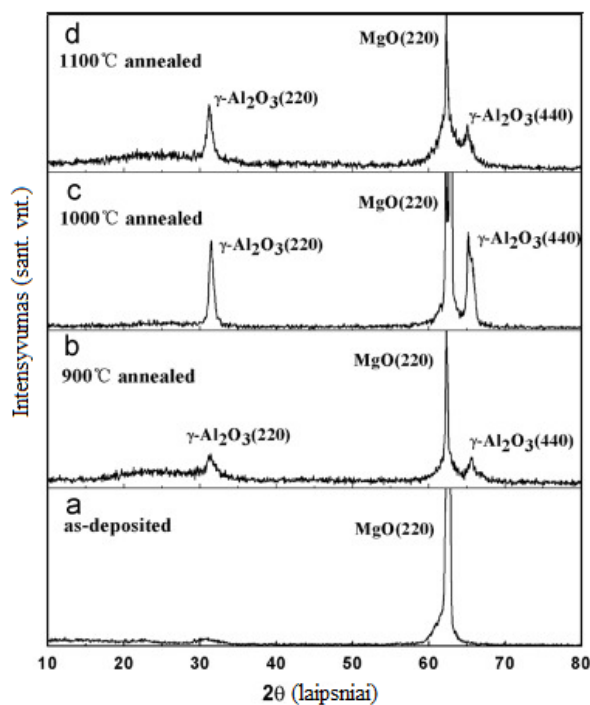 d
1100℃ annealed
γ-Al₂O₃(220)
MgO(220)
γ-Al₂O₃(440)
c
1000℃ annealed
γ-Al₂O₃(220)
MgO(220)
γ-Al₂O₃(440)
b
900℃ annealed
γ-Al₂O₃(220)
MgO(220)
γ-Al₂O₃(440)
a
as-deposited
MgO(220)
Intensyvumas (sant. vnt.)
10 20 30 40 50 60 70 80
2θ (laipsniai)